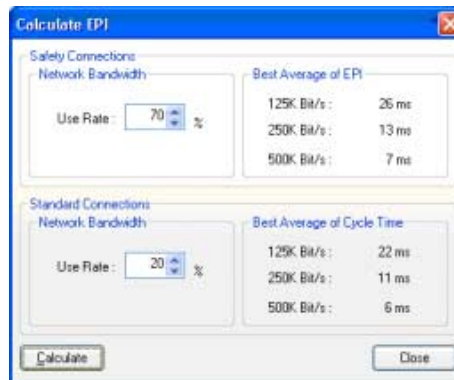 Calculate EPI
Safety Connections
Network Bandwidth
Use Rate : 70 %
Best Average of EPI
125K Bit/s : 26 ms
250K Bit/s : 13 ms
500K Bit/s : 7 ms
Standard Connections
Network Bandwidth
Use Rate : 20 %
Best Average of Cycle Time
125K Bit/s : 22 ms
250K Bit/s : 11 ms
500K Bit/s : 6 ms
Calculate
Close